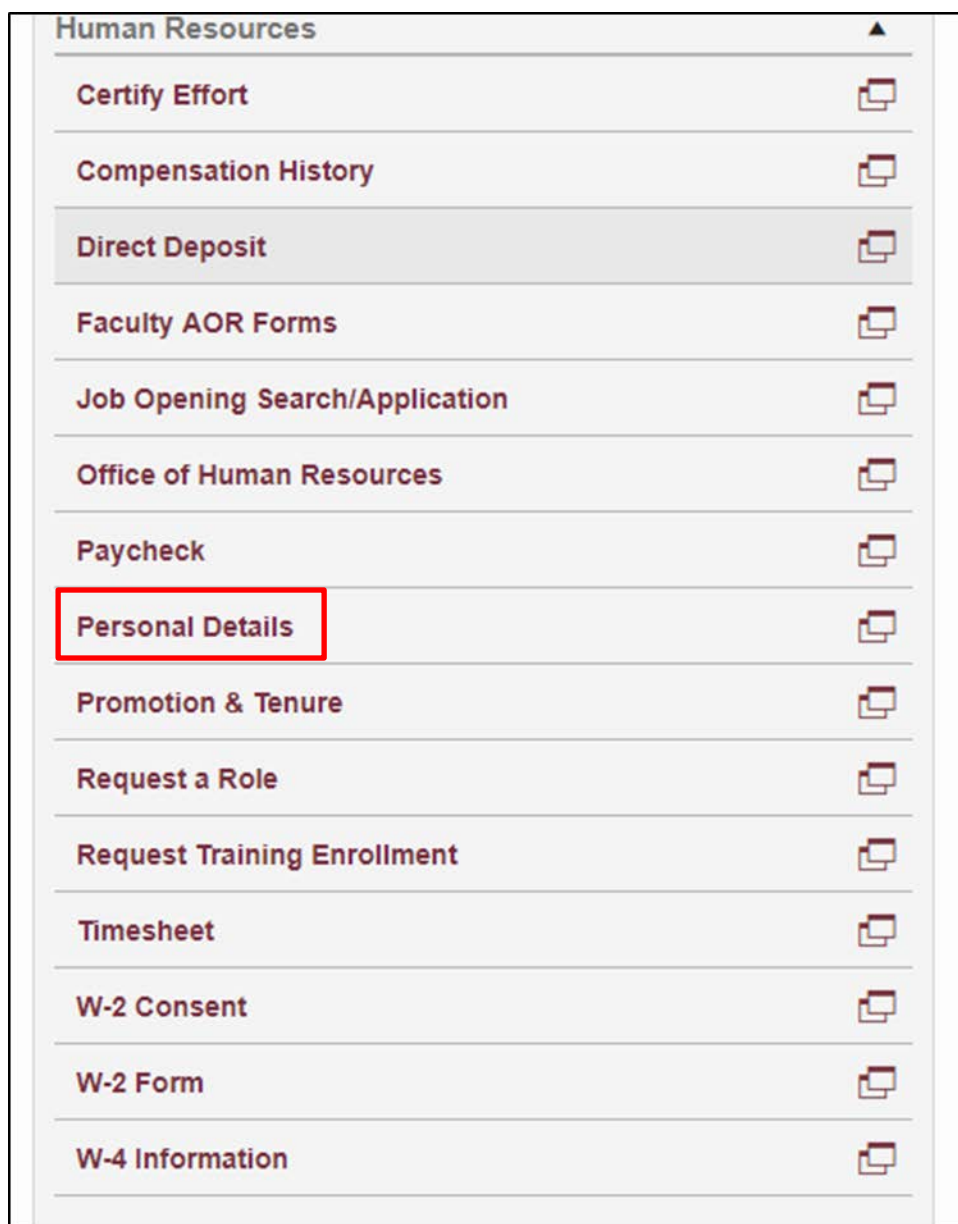 Human Resources
Certify Effort
Compensation History
Direct Deposit
Faculty AOR Forms
Job Opening Search/Application
Office of Human Resources
Paycheck
Personal Details
Promotion & Tenure
Request a Role
Request Training Enrollment
Timesheet
W-2 Consent
W-2 Form
W-4 Information